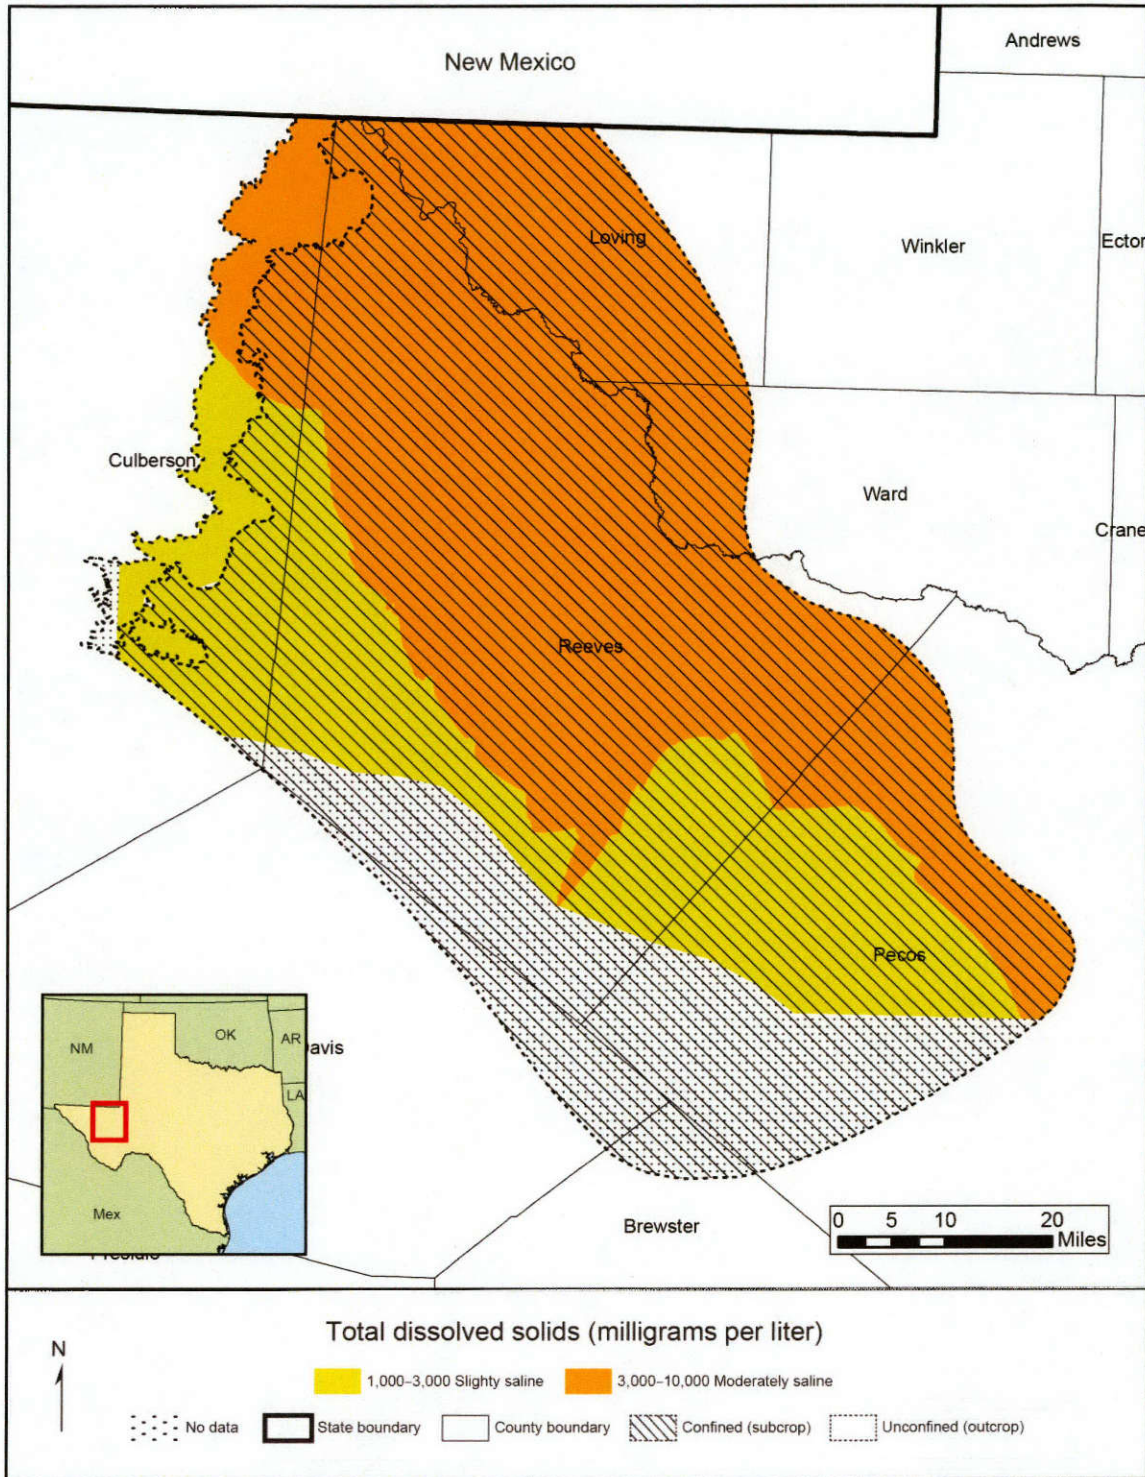 New Mexico
Andrews
Loving
Winkler
Ector
Culberson
Ward
Crane
Reeves
Pecos
NM
OK
AR
LA
Mex
avis
Brewster
0 5 10 20
Miles
Total dissolved solids (milligrams per liter)
N
1,000–3,000 Slighty saline
3,000–10,000 Moderately saline
No data
State boundary
County boundary
Confined (subcrop)
Unconfined (outcrop)